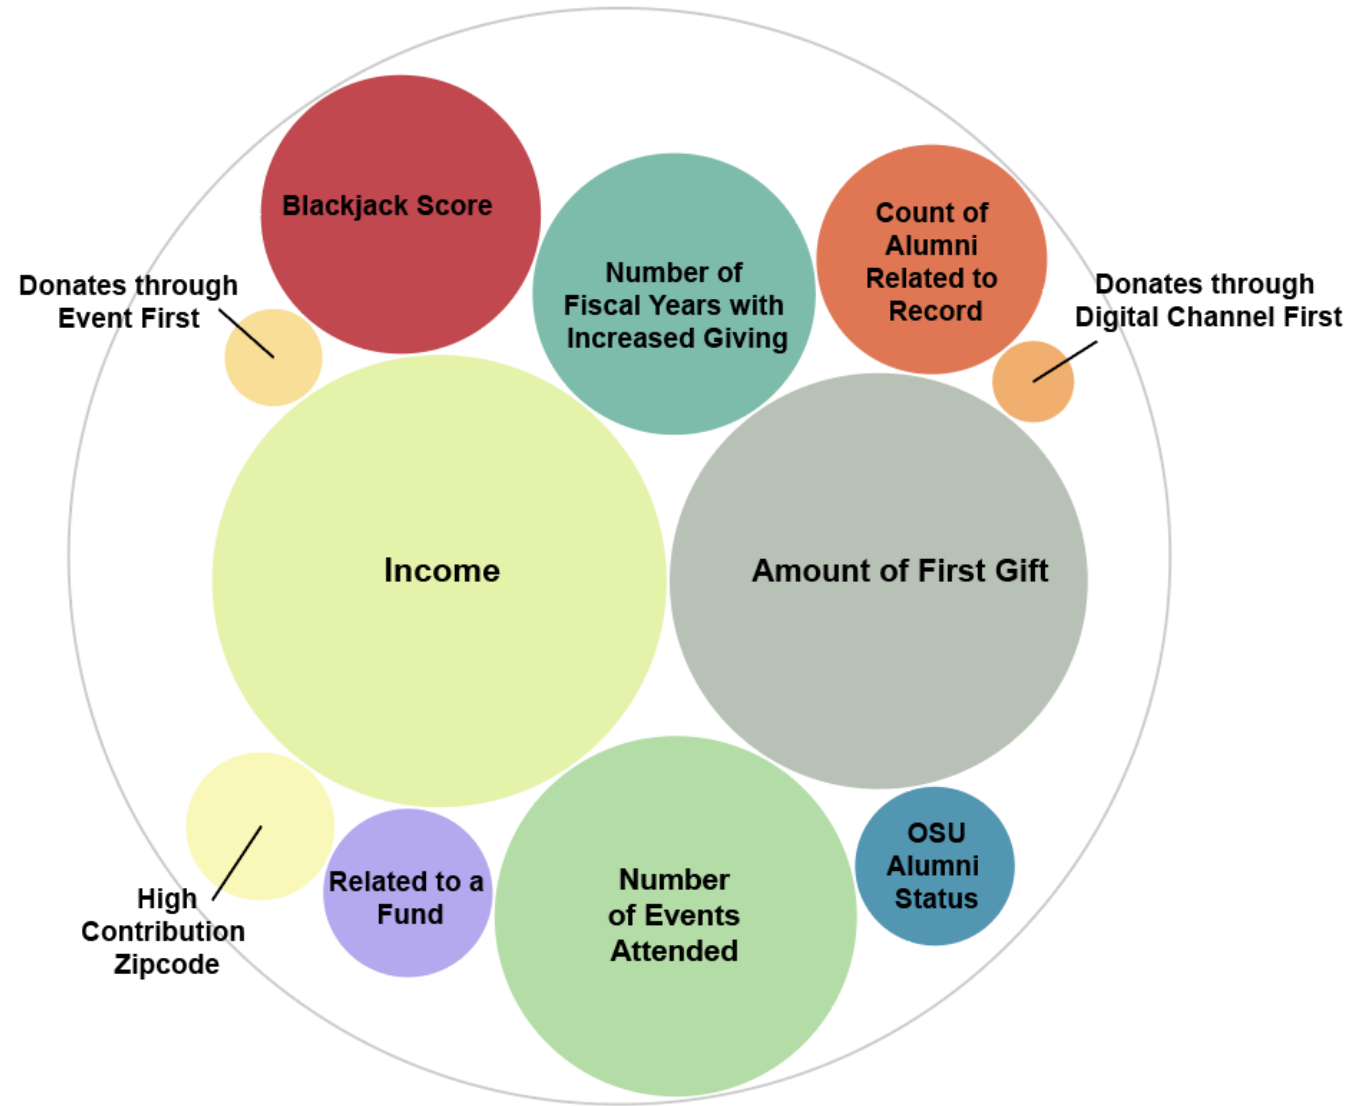 Blackjack Score
Number of
Fiscal Years with
Increased Giving
Count of
Alumni
Related to
Record
Donates through
Event First
Donates through
Digital Channel First
Income
Amount of First Gift
High
Contribution
Zipcode
Related to a
Fund
Number
of Events
Attended
OSU
Alumni
Status